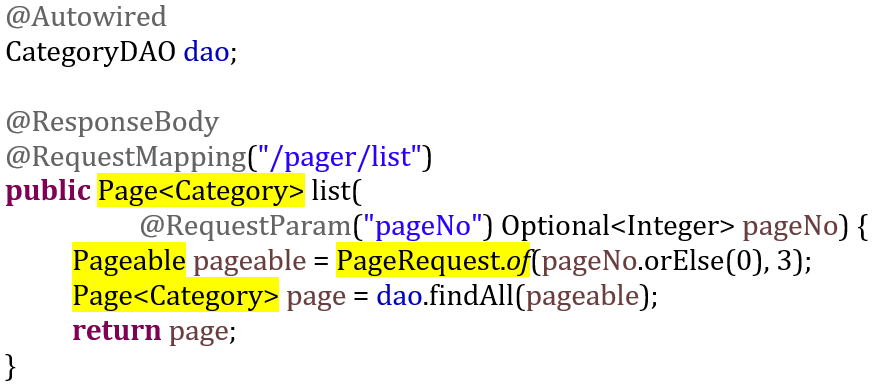 @Autowired
CategoryDAO dao;
@ResponseBody
@RequestMapping("/pager/list")
public Page<Category> list(
@RequestParam("pageNo") Optional<Integer> pageNo) {
Pageable pageable = PageRequest.of(pageNo.orElse(0), 3);
Page<Category> page = dao.findAll(pageable);
return page;
}